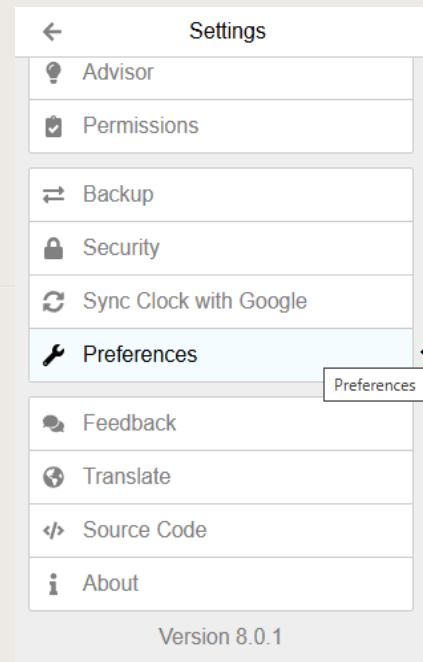 Settings
Advisor
Permissions
Backup
Security
Sync Clock with Google
Preferences
Preferences
Feedback
Translate
Source Code
About
Version 8.0.1